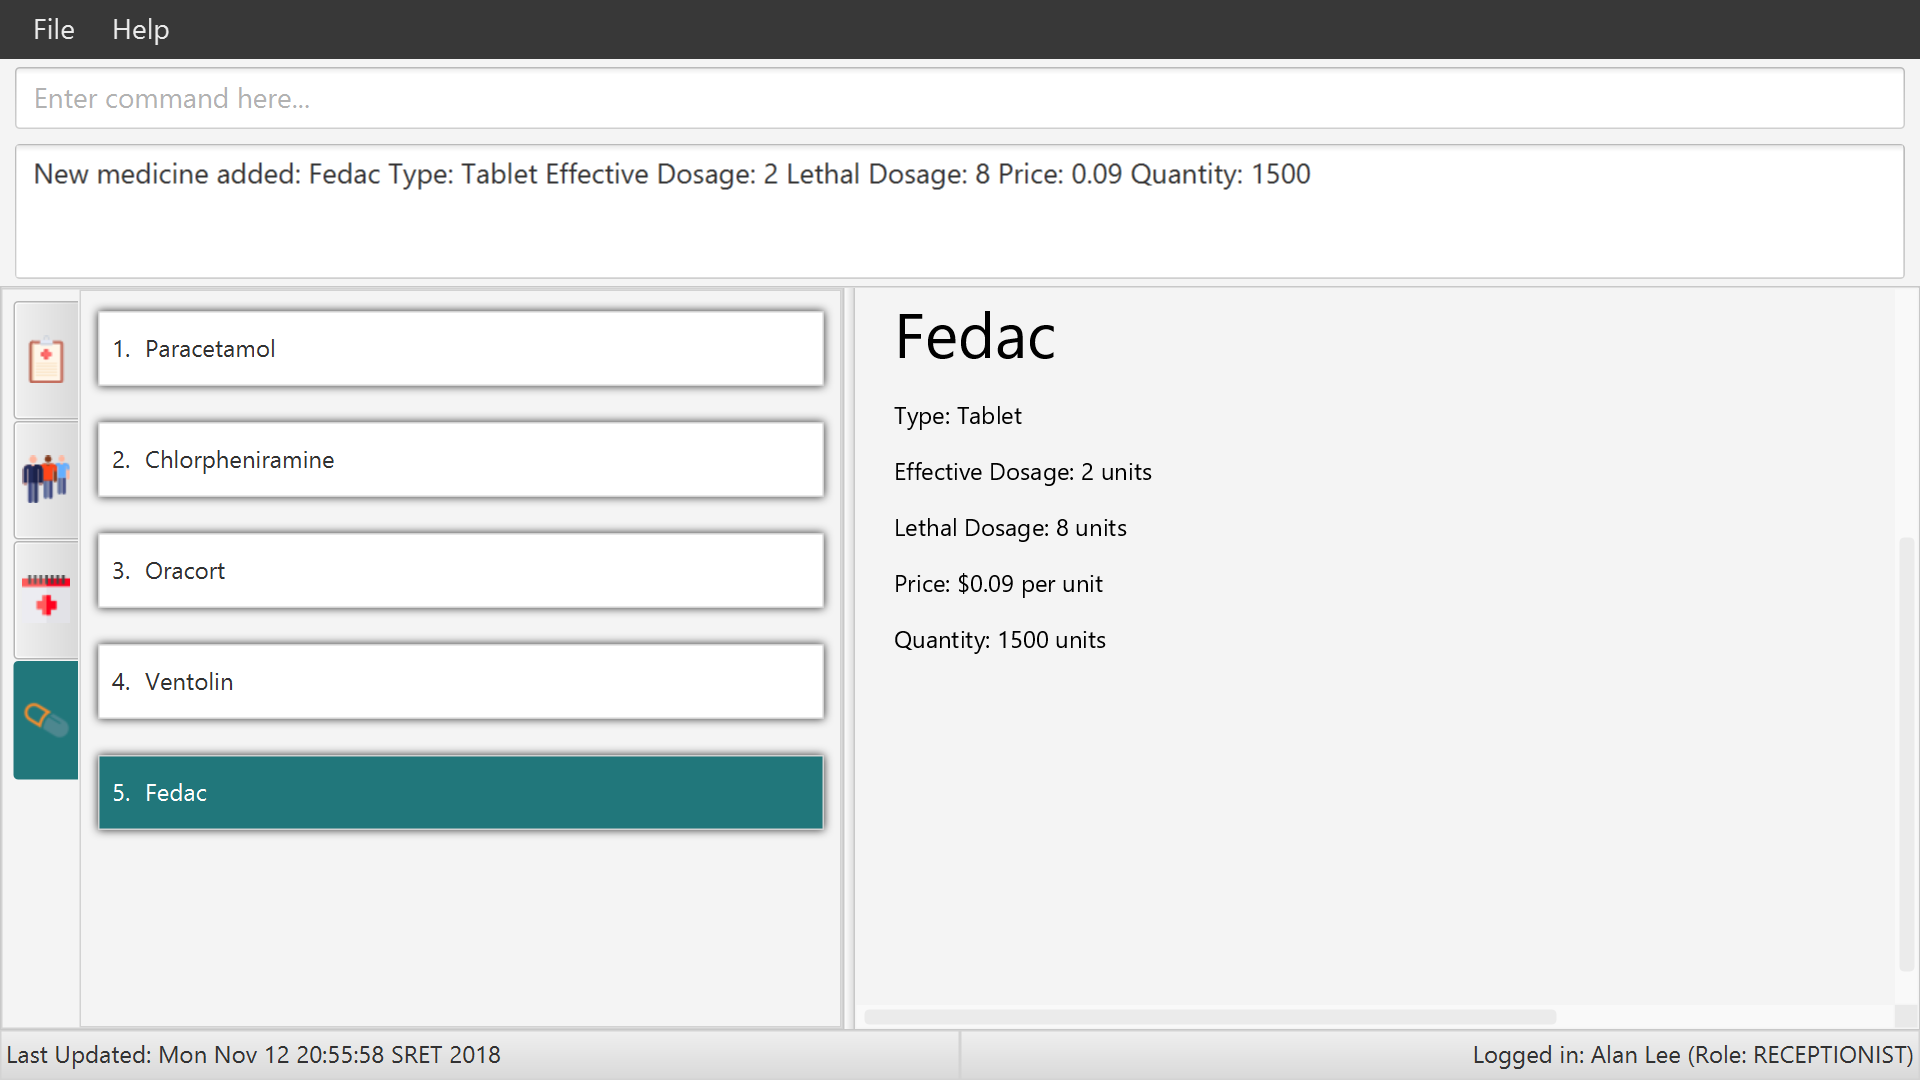 File Help
Enter command here...
New medicine added: Fedac Type: Tablet Effective Dosage: 2 Lethal Dosage: 8 Price: 0.09 Quantity: 1500
1. Paracetamol
2. Chlorpheniramine
3. Oracort
4. Ventolin
5. Fedac
Fedac
Type: Tablet
Effective Dosage: 2 units
Lethal Dosage: 8 units
Price: $0.09 per unit
Quantity: 1500 units
Last Updated: Mon Nov 12 20:55:58 SRET 2018
Logged in: Alan Lee (Role: RECEPTIONIST)